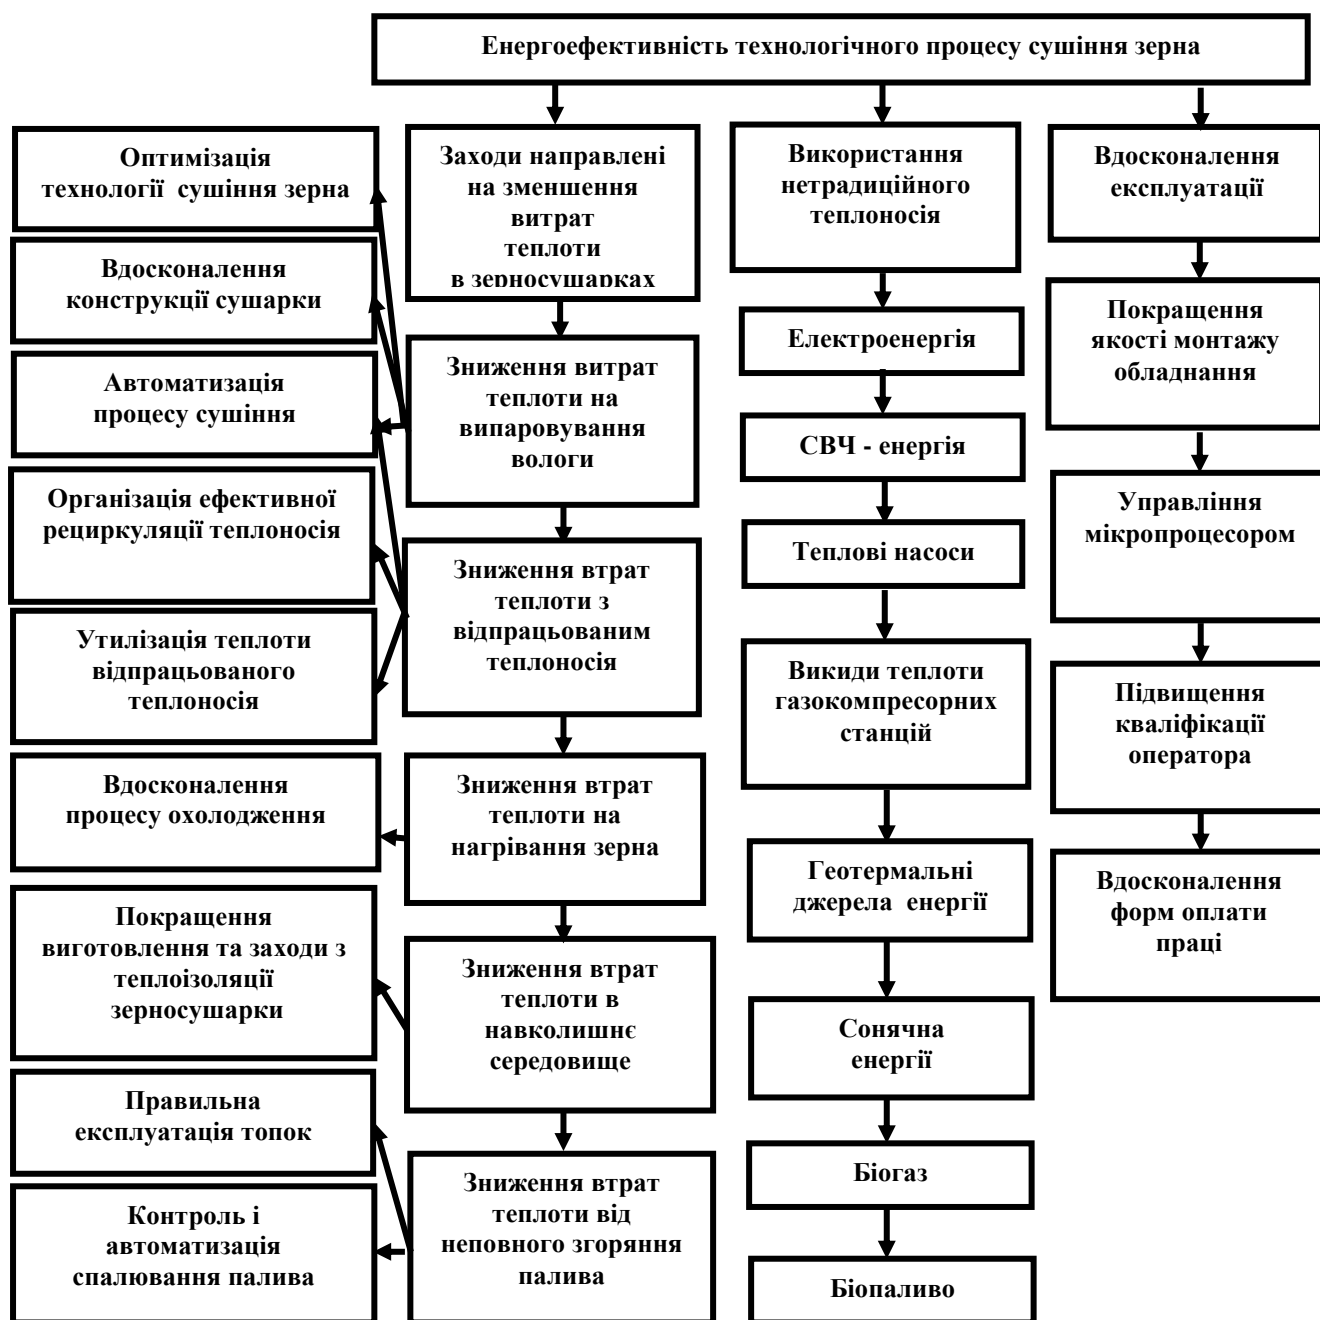 Енергоефективність технологічного процесу сушіння зерна
Оптимізація
технології сушіння зерна
Вдосконалення
конструкції сушарки
Автоматизація
процесу сушіння
Організація ефективної
рециркуляції теплоносія
Утилізація теплоти
відпрацьованого
теплоносія
Вдосконалення
процесу охолодження
Покращення
виготовлення та заходи з
теплоізоляції
зерносушарки
Правильна
експлуатація топок
Контроль і
автоматизація
спалювання палива
Заходи направлені
на зменшення
витрат
теплоти
в зерносушарках
Зниження витрат
теплоти на
випаровування
вологи
Зниження втрат
теплоти з
відпрацьованим
теплоносія
Зниження втрат
теплоти на
нагрівання зерна
Зниження втрат
теплоти в
навколишнє
середовище
Зниження втрат
теплоти від
неповного згоряння
палива
Використання
нетрадиційного
теплоносія
Електроенергія
СВЧ - енергія
Теплові насоси
Викиди теплоти
газокомпресорних
станцій
Геотермальні
джерела енергії
Сонячна
енергії
Біогаз
Біопаливо
Вдосконалення
експлуатації
Покращення
якості монтажу
обладнання
Управління
мікропроцесором
Підвищення
кваліфікації
оператора
Вдосконалення
форм оплати
праці